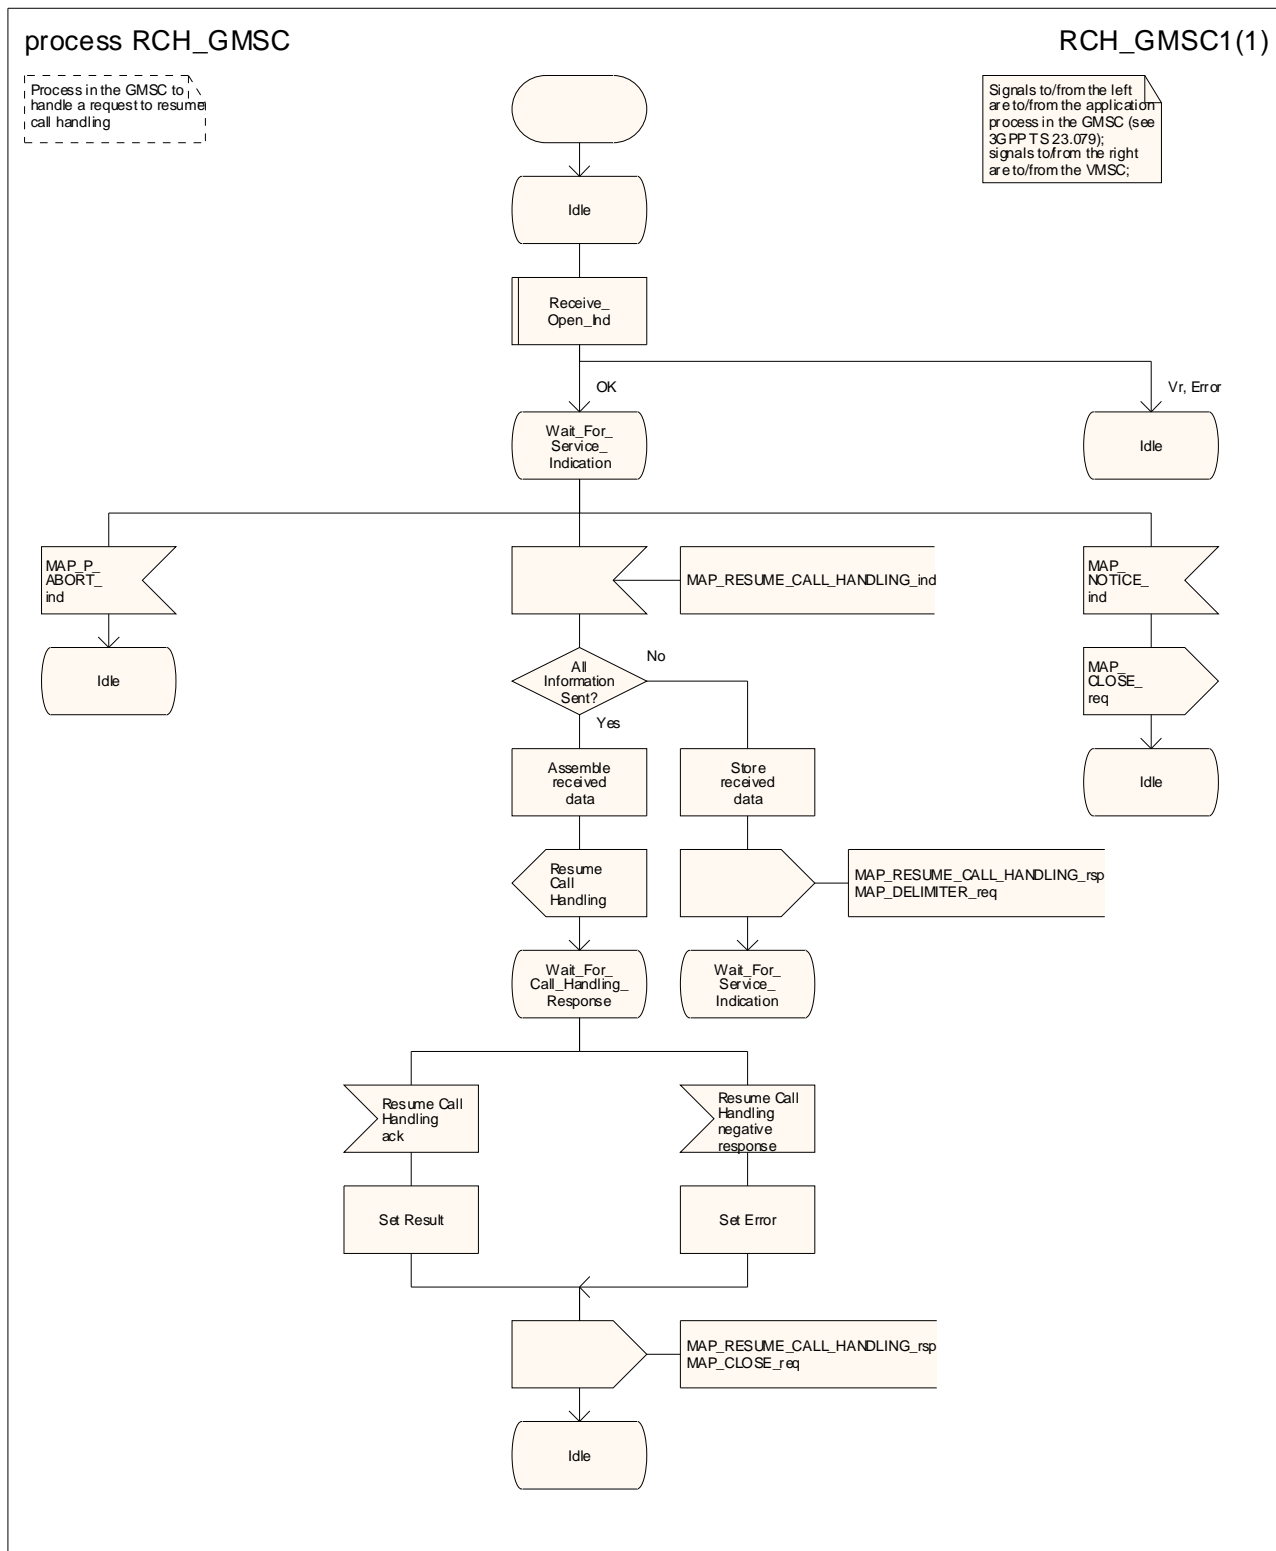 process RCH_GMSC
RCH_GMSC1(1)
Process in the GMSC to
handle a request to resume
call handling
Signals to/from the left
are to/from the application
process in the GMSC (see
3GPP TS 23.079);
signals to/from the right
are to/from the VMSC;
Idle
Receive_
Open_Ind
OK
Vr, Error
Wait_For_
Service_
Indication
Idle
MAP_P_
ABORT_
ind
MAP_RESUME_CALL_HANDLING_ind
MAP_
NOTICE_
ind
Idle
All
Information
Sent?
No
Yes
MAP_
CLOSE_
req
Assemble
received
data
Store
received
data
Idle
Resume
Call
Handling
MAP_RESUME_CALL_HANDLING_rsp
MAP_DELIMITER_req
Wait_For_
Call_Handling_
Response
Wait_For_
Service_
Indication
Resume Call
Handling
ack
Resume Call
Handling
negative
response
Set Result
Set Error
MAP_RESUME_CALL_HANDLING_rsp
MAP_CLOSE_req
Idle